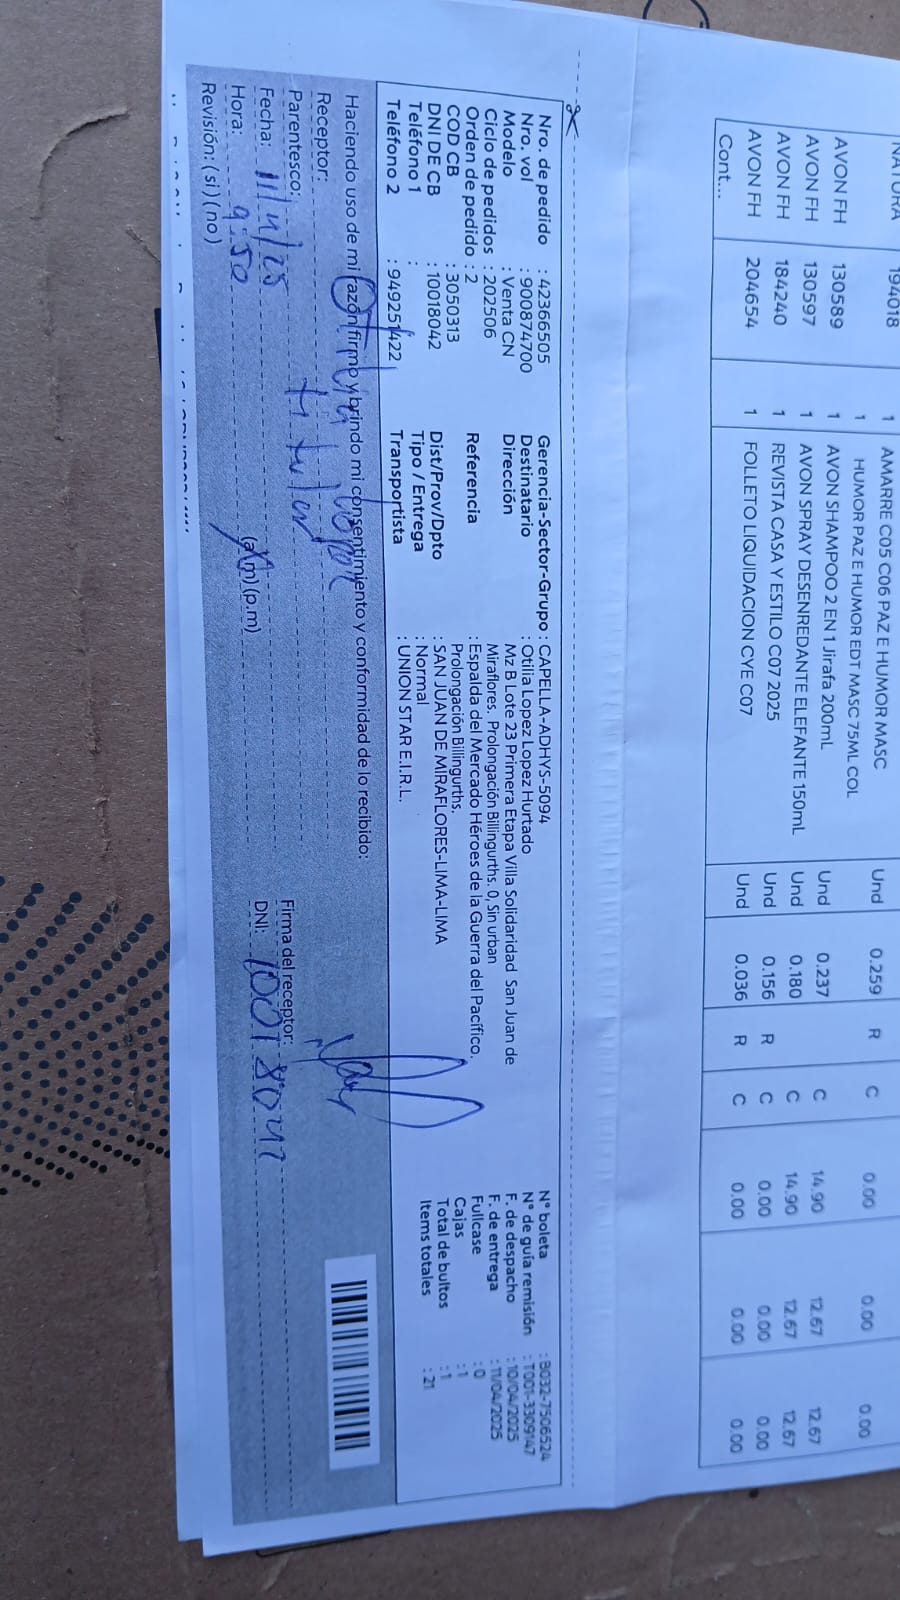 NATURA 194018 1 AMARRE C05 C06 PAZ E HUMOR MASC
1 HUMOR PAZ E HUMOR EDT MASC 75ML COL Und 0.259 R C 0.00 0.00 0.00
AVON FH 130589 1 AVON SHAMPOO 2 EN 1 Jirafa 200mL Und 0.237 C 14.90 12.67 12.67
AVON FH 130597 1 AVON SPRAY DESENREDANTE ELEFANTE 150mL Und 0.180 C 14.90 12.67 12.67
AVON FH 184240 1 REVISTA CASA Y ESTILO C07 2025 Und 0.156 R C 0.00 0.00 0.00
AVON FH 204654 1 FOLLETO LIQUIDACION CYE C07 Und 0.036 R C 0.00 0.00 0.00
Cont...
Nro. de pedido : 42366505
Nro. vol : 900874700
Modelo : Venta CN
Ciclo de pedidos : 202506
Orden de pedido : 2
COD CB : 3050313
DNI DE CB : 10018042
Teléfono 1 :
Teléfono 2 : 949251422
Gerencia-Sector-Grupo : CAPELLA-ADHYS-5094
Destinatario : Otilia Lopez Lopez Hurtado
Dirección : Mz B Lote 23 Primera Etapa Villa Solidaridad San Juan de
Miraflores. Prolongación Billingurths. 0, Sin urban
Referencia : Espalda del Mercado Héroes de la Guerra del Pacífico.
Prolongación Billingurths.
Dist/Prov/Dpto : SAN JUAN DE MIRAFLORES-LIMA-LIMA
Tipo / Entrega : Normal
Transportista : UNION STAR E.I.R.L.
N° boleta : B032-7506524
N° de guía remisión : T001-3309147
F. de despacho : 10/04/2025
F. de entrega : 11/04/2025
Fullcase : 0
Cajas : 1
Total de bultos : 1
Items totales : 21
Haciendo uso de mi razón firmo y brindo mi consentimiento y conformidad de lo recibido:
Receptor: Otilia Lopez
Parentesco: titular
Fecha: 11/4/25
Hora: 9:50 (a.m) (p.m)
Revisión: (si) (no)
Firma del receptor:
DNI: 10018042